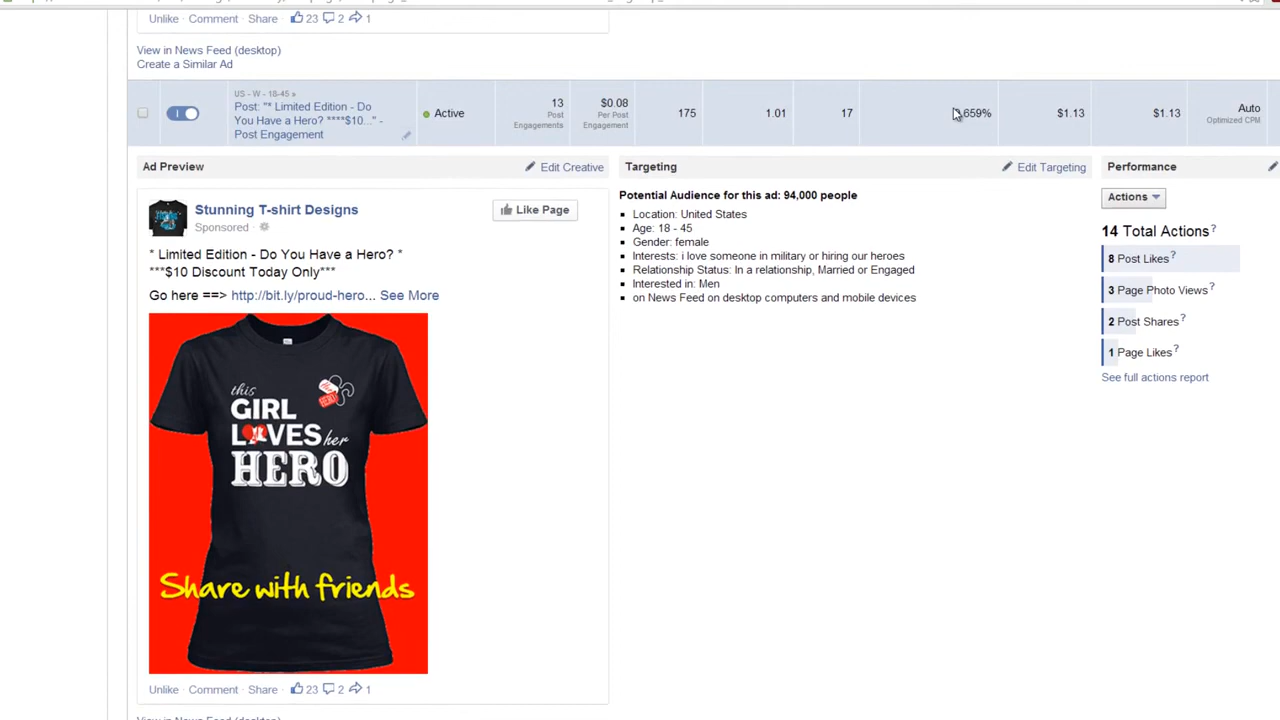 Unlike · Comment · Share 23 2 1
View in News Feed (desktop)
Create a Similar Ad
US - W - 18-45 »
Post: "* Limited Edition - Do
You Have a Hero? ****$10..." -
Post Engagement
Active
13
Post
Engagements
$0.08
Per Post
Engagement
175
1.01
17
659%
$1.13
$1.13
Auto
Optimized CPM
Ad Preview
Edit Creative
Targeting
Edit Targeting
Performance
Stunning T-shirt Designs
Sponsored ·
Like Page
* Limited Edition - Do You Have a Hero? *
***$10 Discount Today Only***
Go here ==> http://bit.ly/proud-hero... See More
this
GIRL
LOVES her
HERO
Share with friends
Unlike · Comment · Share 23 2 1
View in News Feed (desktop)
Potential Audience for this ad: 94,000 people
Location: United States
Age: 18 - 45
Gender: female
Interests: i love someone in military or hiring our heroes
Relationship Status: In a relationship, Married or Engaged
Interested in: Men
on News Feed on desktop computers and mobile devices
Actions
14 Total Actions ?
8 Post Likes ?
3 Page Photo Views ?
2 Post Shares ?
1 Page Likes ?
See full actions report